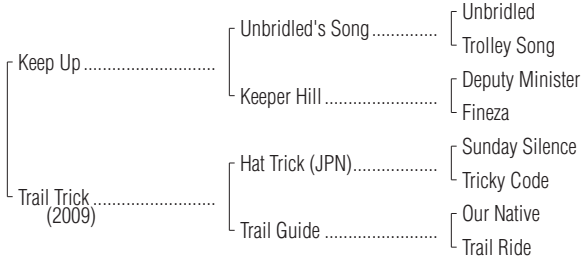 Unbridled
Unbridled's Song
Trolley Song
Keep Up
Deputy Minister
Keeper Hill
Fineza
Sunday Silence
Hat Trick (JPN)
Tricky Code
Trail Trick
(2009)
Our Native
Trail Guide
Trail Ride